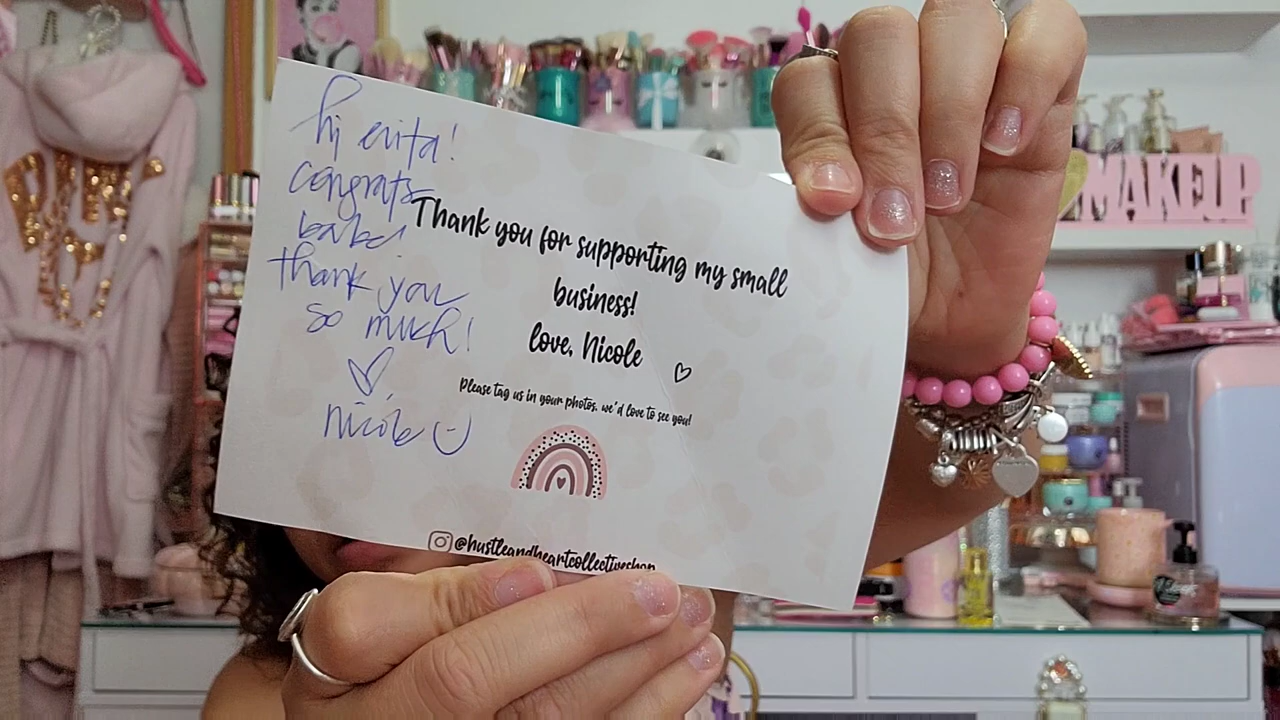 hi erita!
congrats
babe!
thank you
so much!
nicole
Thank you for supporting my small
business!
love, Nicole
Please tag us in your photos, we'd love to see you!
@hustleandheartcollectiveshop
MAKEUP